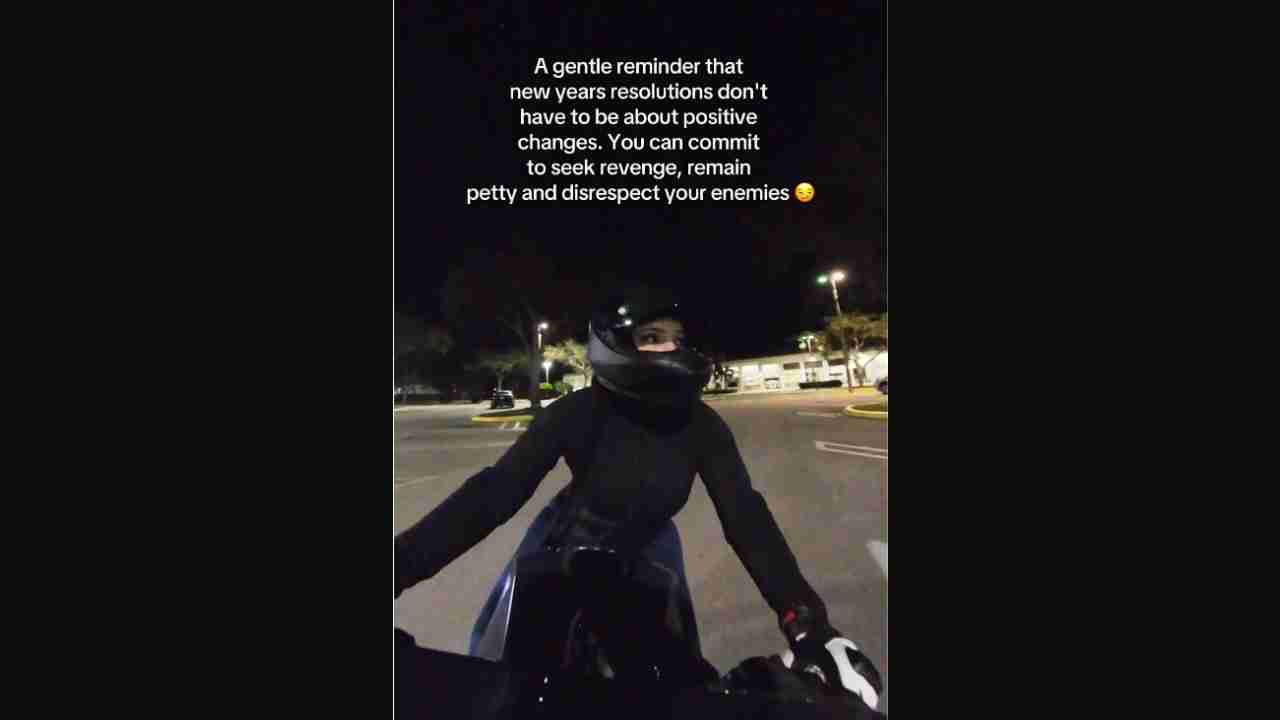 A gentle reminder that
new years resolutions don't
have to be about positive
changes. You can commit
to seek revenge, remain
petty and disrespect your enemies 😏